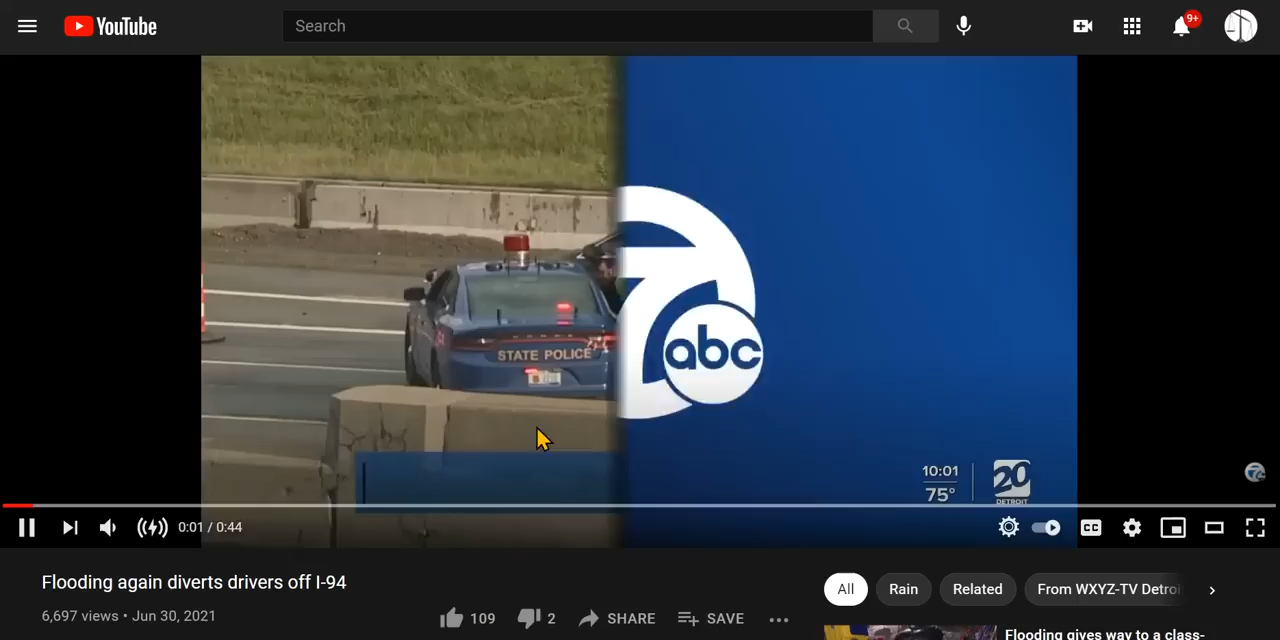 YouTube
Search
9+
STATE POLICE
7
abc
10:01
75°
20
DETROIT
CC
0:01 / 0:44
Flooding again diverts drivers off I-94
6,697 views • Jun 30, 2021
109
2
SHARE
SAVE
All
Rain
Related
From WXYZ-TV Detroi
Flooding gives way to a class-